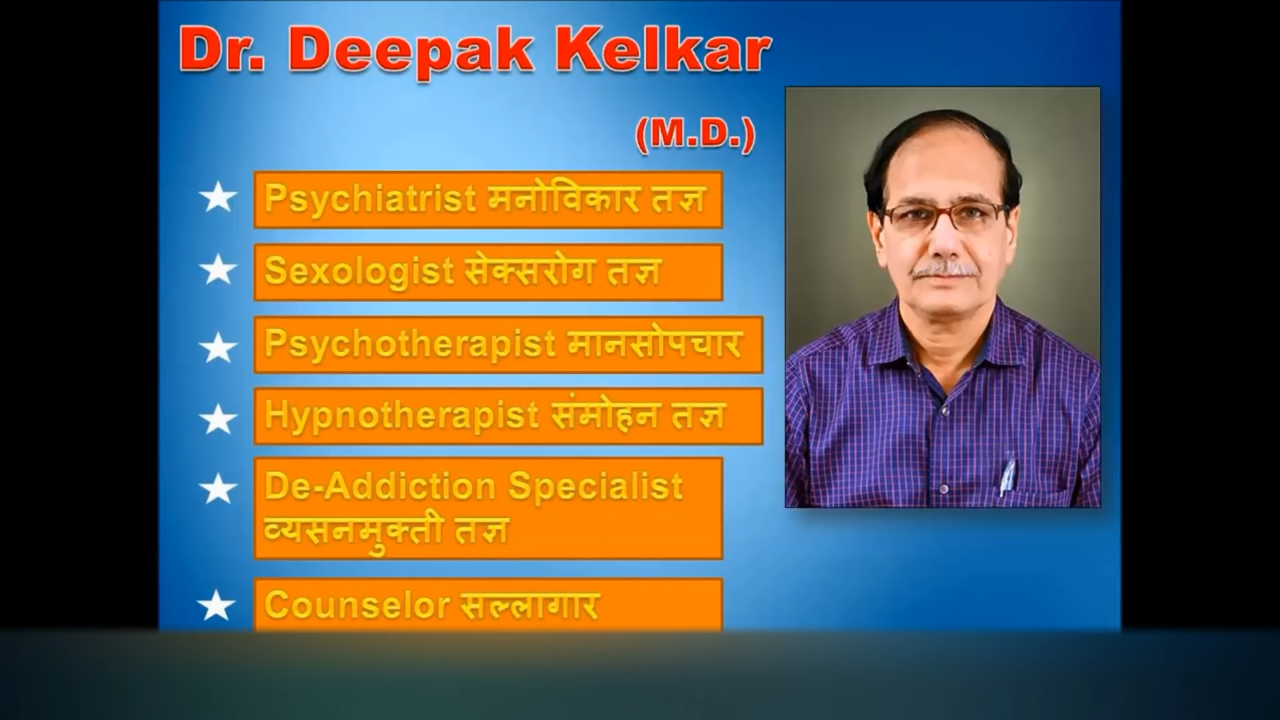 Dr. Deepak Kelkar
(M.D.)
Psychiatrist मनोविकार तज्ञ
Sexologist सेक्सरोग तज्ञ
Psychotherapist मानसोपचार
Hypnotherapist संमोहन तज्ञ
De-Addiction Specialist
व्यसनमुक्ती तज्ञ
Counselor सल्लागार